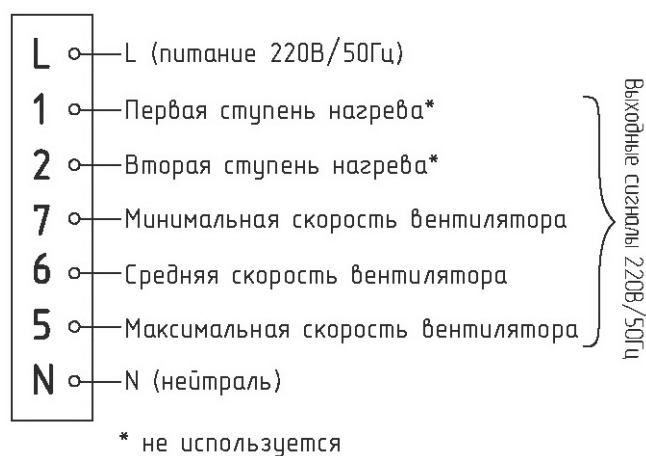 L L (питание 220В/50Гц)
1 Первая ступень нагрева*
2 Вторая ступень нагрева*
7 Минимальная скорость вентилятора
6 Средняя скорость вентилятора
5 Максимальная скорость вентилятора
N N (нейтраль)
Выходные сигналы 220В/50Гц
* не используется